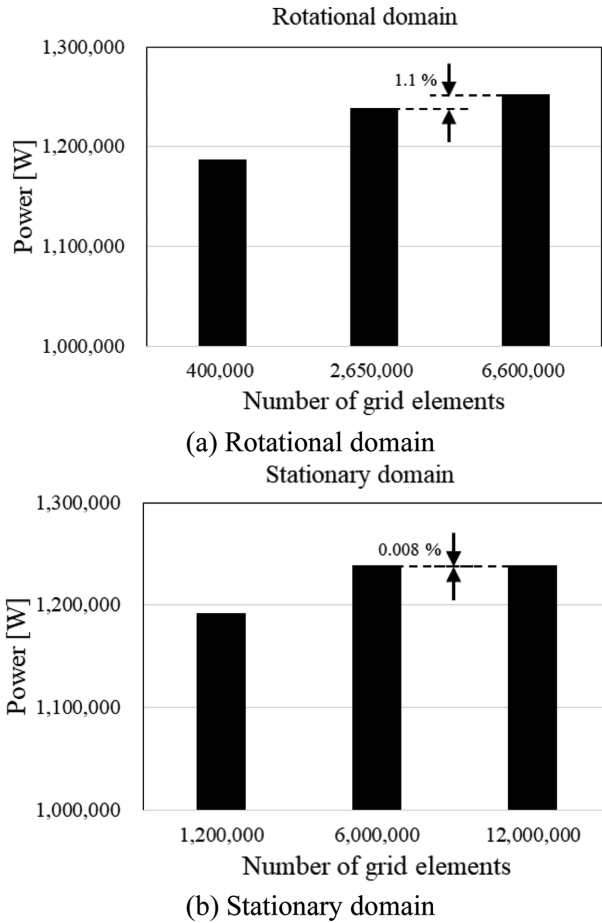 Rotational domain
1,300,000
1.1 %
1,200,000
Power [W]
1,100,000
1,000,000
400,000 2,650,000 6,600,000
Number of grid elements
(a) Rotational domain
Stationary domain
1,300,000
0.008 %
1,200,000
Power [W]
1,100,000
1,000,000
1,200,000 6,000,000 12,000,000
Number of grid elements
(b) Stationary domain